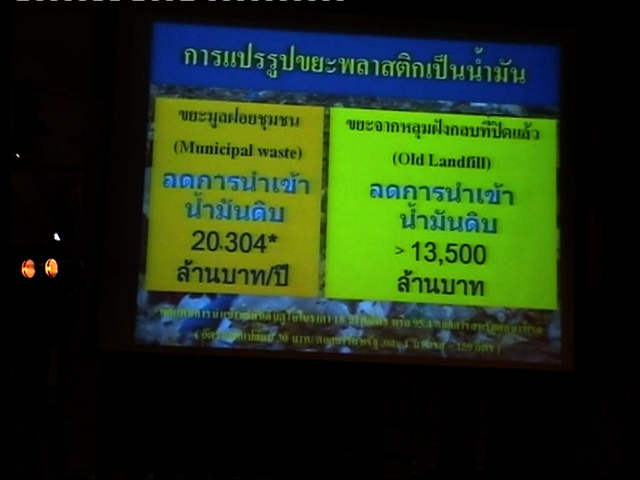 การแปรรูปขยะพลาสติกเป็นน้ำมัน
ขยะมูลฝอยชุมชน
(Municipal waste)
ลดการนำเข้า
น้ำมันดิบ
20,304*
ล้านบาท/ปี
ขยะจากหลุมฝังกลบที่ปิดแล้ว
(Old Landfill)
ลดการนำเข้า
น้ำมันดิบ
> 13,500
ล้านบาท